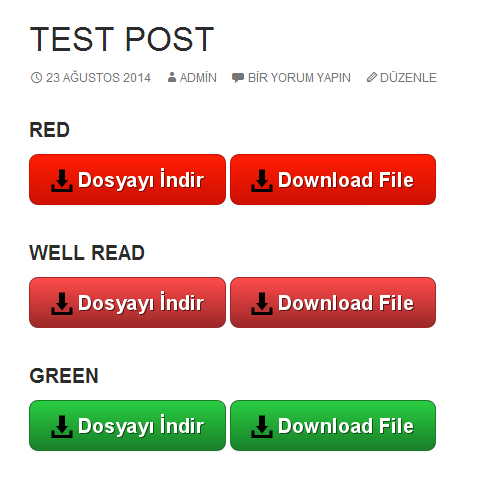 TEST POST
23 AĞUSTOS 2014 ADMİN BİR YORUM YAPIN DÜZENLE
RED
Dosyayı İndir Download File
WELL READ
Dosyayı İndir Download File
GREEN
Dosyayı İndir Download File